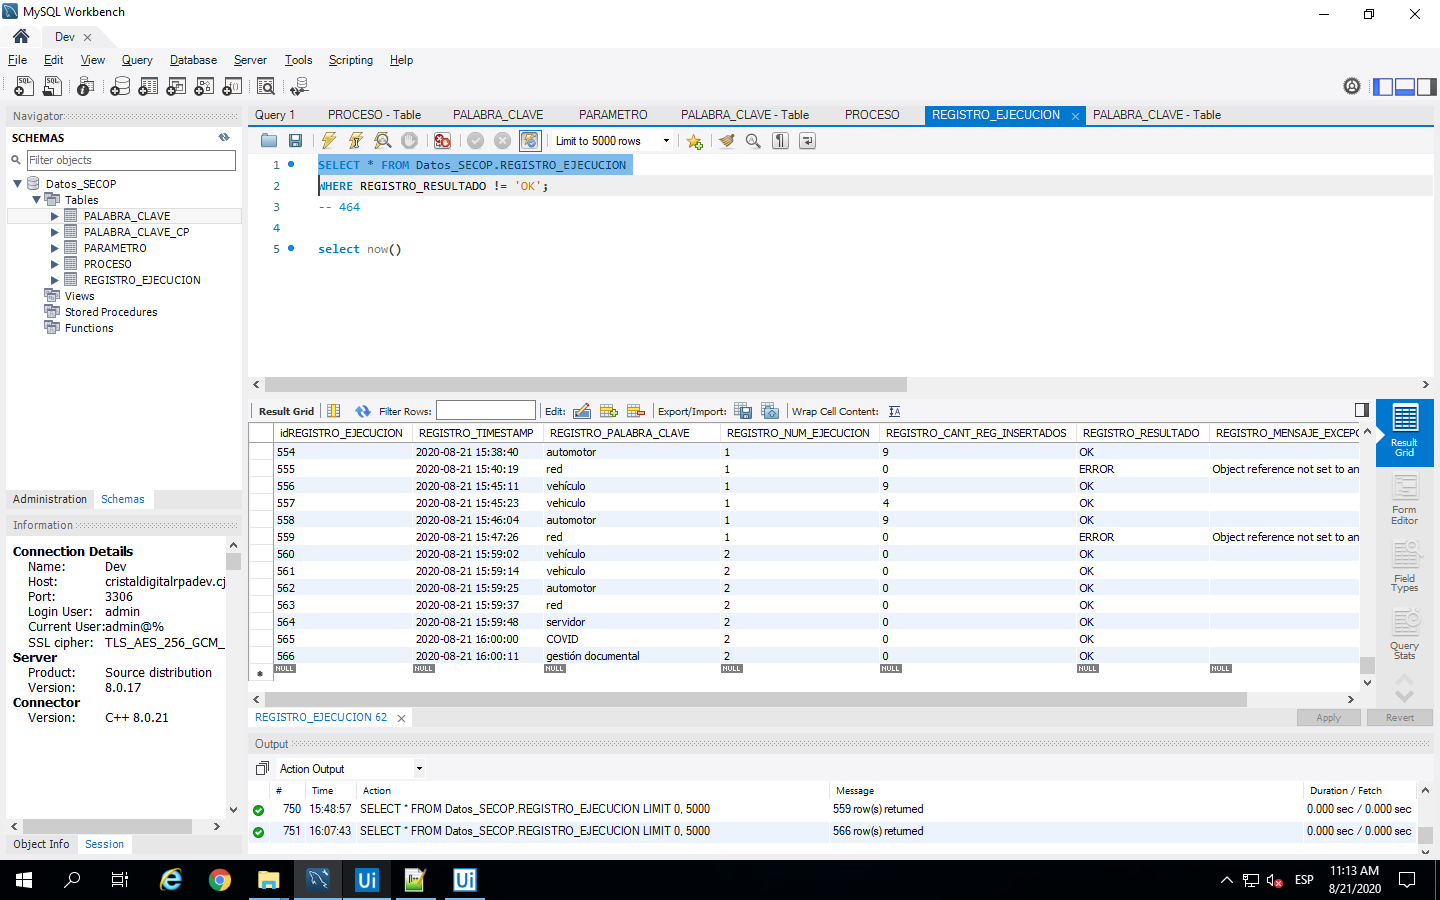 MySQL Workbench
Dev
File Edit View Query Database Server Tools Scripting Help
Navigator
SCHEMAS
Filter objects
Datos_SECOP
Tables
PALABRA_CLAVE
PALABRA_CLAVE_CP
PARAMETRO
PROCESO
REGISTRO_EJECUCION
Views
Stored Procedures
Functions
Administration Schemas
Information
Connection Details
Name: Dev
Host: cristaldigitalrpadev.cj
Port: 3306
Login User: admin
Current User:admin@%
SSL cipher: TLS_AES_256_GCM_
Server
Product: Source distribution
Version: 8.0.17
Connector
Version: C++ 8.0.21
Object Info Session
Query 1 PROCESO - Table PALABRA_CLAVE PARAMETRO PALABRA_CLAVE - Table PROCESO REGISTRO_EJECUCION PALABRA_CLAVE - Table
Limit to 5000 rows
1 SELECT * FROM Datos_SECOP.REGISTRO_EJECUCION
2 WHERE REGISTRO_RESULTADO != 'OK';
3 -- 464
4
5 select now()
Result Grid Filter Rows: Edit: Export/Import: Wrap Cell Content:
idREGISTRO_EJECUCION REGISTRO_TIMESTAMP REGISTRO_PALABRA_CLAVE REGISTRO_NUM_EJECUCION REGISTRO_CANT_REG_INSERTADOS REGISTRO_RESULTADO REGISTRO_MENSAJE_EXCEPC
554 2020-08-21 15:38:40 automotor 1 9 OK
555 2020-08-21 15:40:19 red 1 0 ERROR Object reference not set to an
556 2020-08-21 15:45:11 vehículo 1 9 OK
557 2020-08-21 15:45:23 vehiculo 1 4 OK
558 2020-08-21 15:46:04 automotor 1 9 OK
559 2020-08-21 15:47:26 red 1 0 ERROR Object reference not set to an
560 2020-08-21 15:59:02 vehículo 2 0 OK
561 2020-08-21 15:59:14 vehiculo 2 0 OK
562 2020-08-21 15:59:25 automotor 2 0 OK
563 2020-08-21 15:59:37 red 2 0 OK
564 2020-08-21 15:59:48 servidor 2 0 OK
565 2020-08-21 16:00:00 COVID 2 0 OK
566 2020-08-21 16:00:11 gestión documental 2 0 OK
NULL NULL NULL NULL NULL NULL NULL
Result Grid
Form Editor
Field Types
Query Stats
REGISTRO_EJECUCION 62
Apply Revert
Output
Action Output
# Time Action Message Duration / Fetch
750 15:48:57 SELECT * FROM Datos_SECOP.REGISTRO_EJECUCION LIMIT 0, 5000 559 row(s) returned 0.000 sec / 0.000 sec
751 16:07:43 SELECT * FROM Datos_SECOP.REGISTRO_EJECUCION LIMIT 0, 5000 566 row(s) returned 0.000 sec / 0.000 sec
Ui Ui
ESP
11:13 AM
8/21/2020